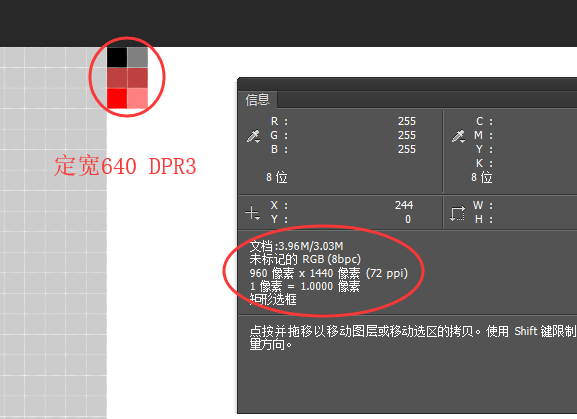 定宽640 DPR3
信息
R : 255
G : 255
B : 255
8 位
C :
M :
Y :
K :
8 位
X : 244
Y : 0
W :
H :
文档:3.96M/3.03M
未标记的 RGB (8bpc)
960 像素 x 1440 像素 (72 ppi)
1 像素 = 1.0000 像素
矩形选框
点按并拖移以移动图层或移动选区的拷贝。使用 Shift 键限制
量方向。